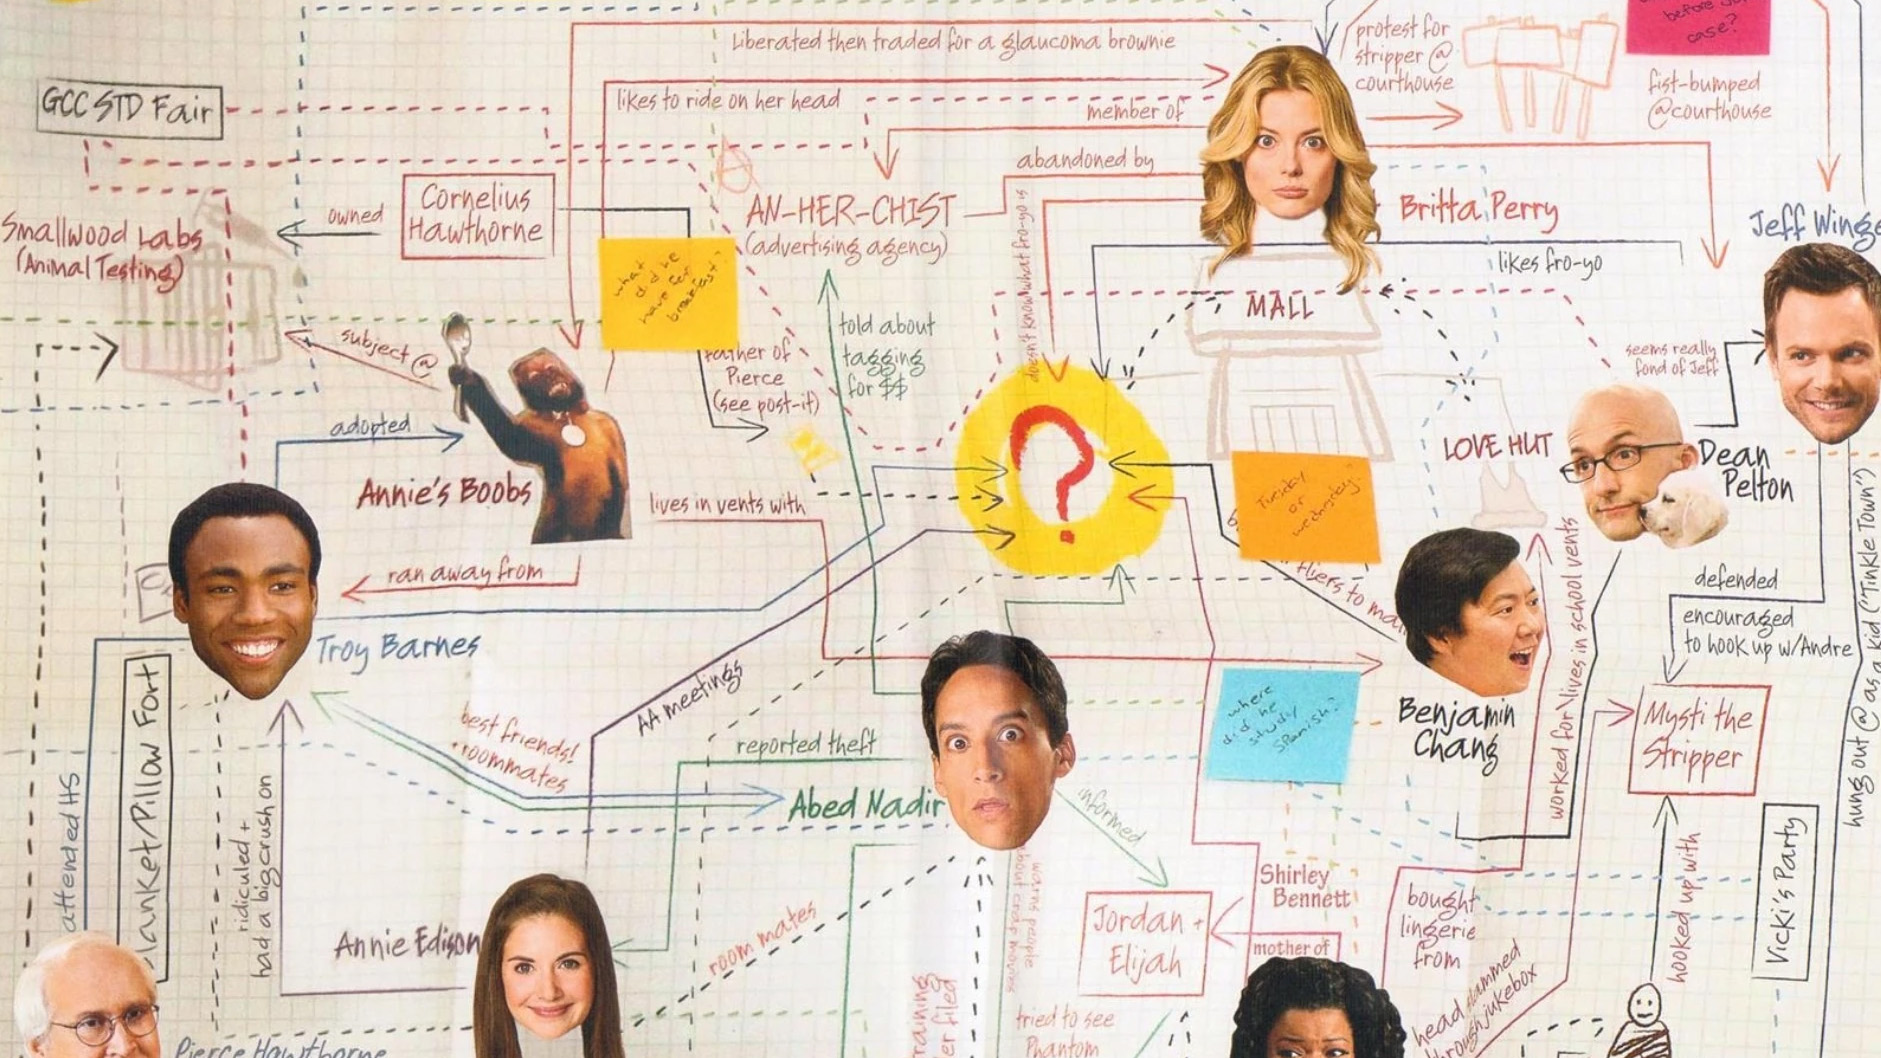 before
case?
Liberated then traded for a glaucoma brownie
protest for
stripper @
courthouse
fist-bumped
@courthouse
GCC STD Fair
likes to ride on her head
member of
abandoned by
Cornelius
Hawthorne
owned
Smallwood Labs
(Animal Testing)
AN-HER-CHIST
(advertising agency)
Britta Perry
Jeff Winge
likes fro-yo
doesn't know what fro-yo is
what
did he
have for
breakfast?
MALL
subject @
father of
Pierce
(see post-it)
told about
tagging
for $$
seems really
fond of Jeff
adopted
Annie's Boobs
lives in vents with
?
Tuesday
or
wednesday?
LOVE HUT
Dean
Pelton
ran away from
fliers to mall
defended
encouraged
to hook up w/Andre
Troy Barnes
AA meetings
best friends!
roommates
reported theft
Abed Nadir
where
did he
study
Spanish?
Benjamin
Chang
worked for/lives in school vents
Mysti the
Stripper
hung out @ as a kid ("Tinkle Town")
attended HS
Blanket/Pillow Fort
ridiculed +
had a big crush on
informed
Annie Edison
room mates
Jordan +
Elijah
Shirley
Bennett
mother of
bought
lingerie
from
hooked up with
Vicki's Party
head slammed
through jukebox
tried to see
Phantom
Pierce Hawthorne